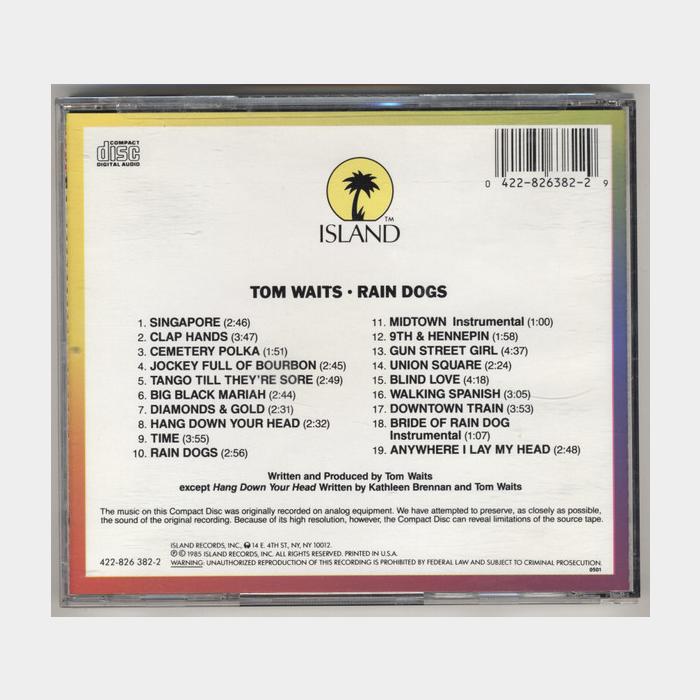 COMPACT
disc
DIGITAL AUDIO
0 422-826382-2 9
TM
ISLAND
TOM WAITS • RAIN DOGS
1. SINGAPORE (2:46)
2. CLAP HANDS (3:47)
3. CEMETERY POLKA (1:51)
4. JOCKEY FULL OF BOURBON (2:45)
5. TANGO TILL THEY'RE SORE (2:49)
6. BIG BLACK MARIAH (2:44)
7. DIAMONDS & GOLD (2:31)
8. HANG DOWN YOUR HEAD (2:32)
9. TIME (3:55)
10. RAIN DOGS (2:56)
11. MIDTOWN Instrumental (1:00)
12. 9TH & HENNEPIN (1:58)
13. GUN STREET GIRL (4:37)
14. UNION SQUARE (2:24)
15. BLIND LOVE (4:18)
16. WALKING SPANISH (3:05)
17. DOWNTOWN TRAIN (3:53)
18. BRIDE OF RAIN DOG
Instrumental (1:07)
19. ANYWHERE I LAY MY HEAD (2:48)
Written and Produced by Tom Waits
except Hang Down Your Head Written by Kathleen Brennan and Tom Waits
The music on this Compact Disc was originally recorded on analog equipment. We have attempted to preserve, as closely as possible,
the sound of the original recording. Because of its high resolution, however, the Compact Disc can reveal limitations of the source tape.
ISLAND RECORDS, INC., 14 E. 4TH ST., NY, NY 10012.
℗© 1985 ISLAND RECORDS, INC. ALL RIGHTS RESERVED. PRINTED IN U.S.A.
422-826 382-2
WARNING: UNAUTHORIZED REPRODUCTION OF THIS RECORDING IS PROHIBITED BY FEDERAL LAW AND SUBJECT TO CRIMINAL PROSECUTION.
0501